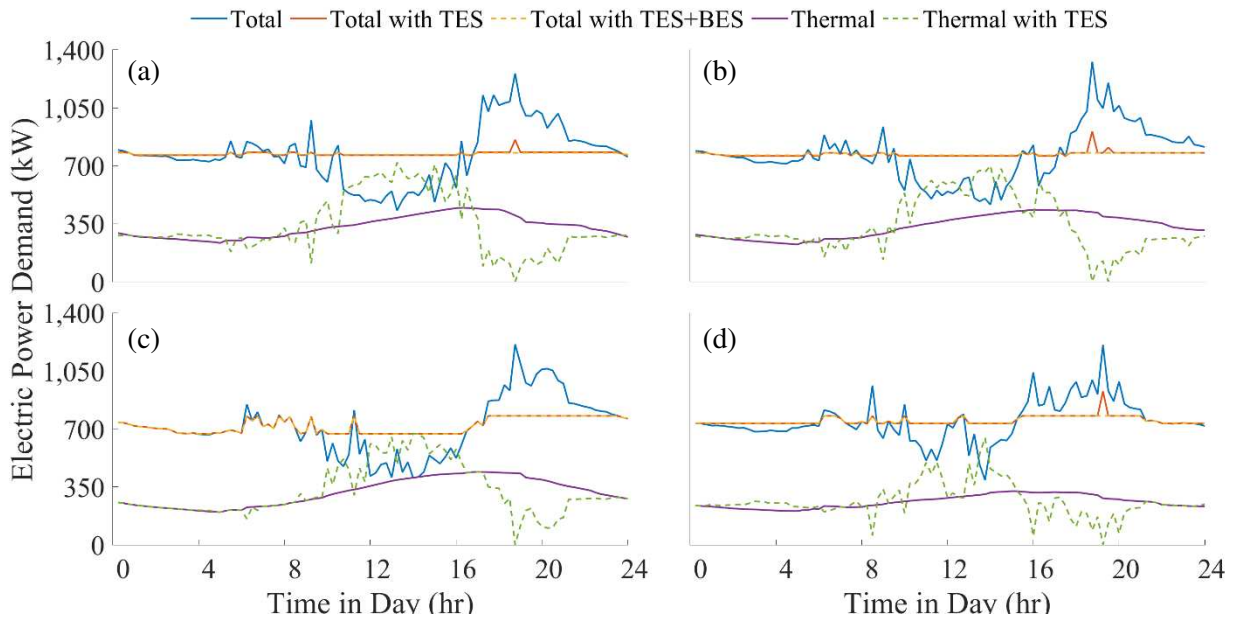 Total Total with TES Total with TES+BES Thermal Thermal with TES
1,400 (a) (b)
1,050
700
350
0
Electric Power Demand (kW)
1,400 (c) (d)
1,050
700
350
0
0 4 8 12 16 20 24 0 4 8 12 16 20 24
Time in Day (hr) Time in Day (hr)